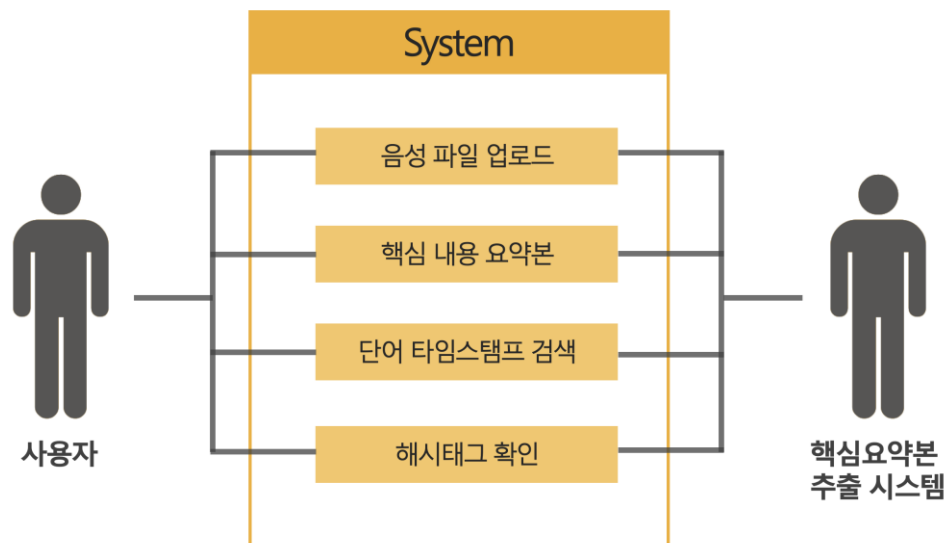 System
음성 파일 업로드
핵심 내용 요약본
단어 타임스탬프 검색
해시태그 확인
사용자
핵심요약본
추출 시스템